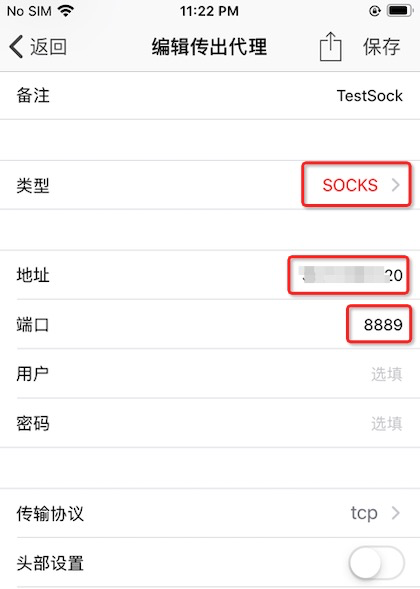 No SIM 11:22 PM
返回 编辑传出代理 保存
备注 TestSock
类型 SOCKS
地址 20
端口 8889
用户 选填
密码 选填
传输协议 tcp
头部设置